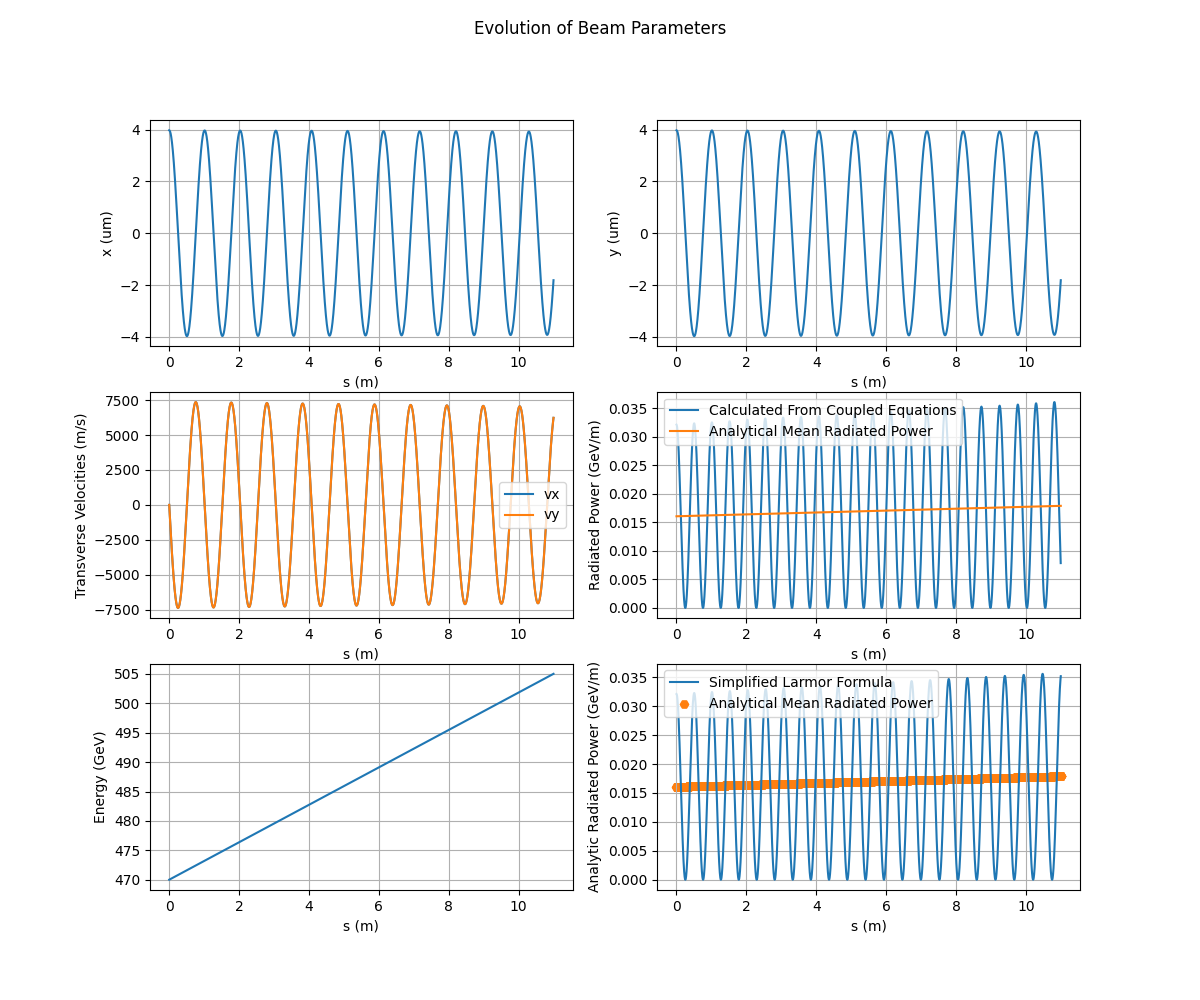 Evolution of Beam Parameters
4
2
0
−2
−4
x (um)
0 2 4 6 8 10
s (m)
4
2
0
−2
−4
y (um)
0 2 4 6 8 10
s (m)
7500
5000
2500
0
−2500
−5000
−7500
Transverse Velocities (m/s)
vx
vy
0 2 4 6 8 10
s (m)
0.035
0.030
0.025
0.020
0.015
0.010
0.005
0.000
Radiated Power (GeV/m)
Calculated From Coupled Equations
Analytical Mean Radiated Power
0 2 4 6 8 10
s (m)
505
500
495
490
485
480
475
470
Energy (GeV)
0 2 4 6 8 10
s (m)
0.035
0.030
0.025
0.020
0.015
0.010
0.005
0.000
Analytic Radiated Power (GeV/m)
Simplified Larmor Formula
Analytical Mean Radiated Power
0 2 4 6 8 10
s (m)